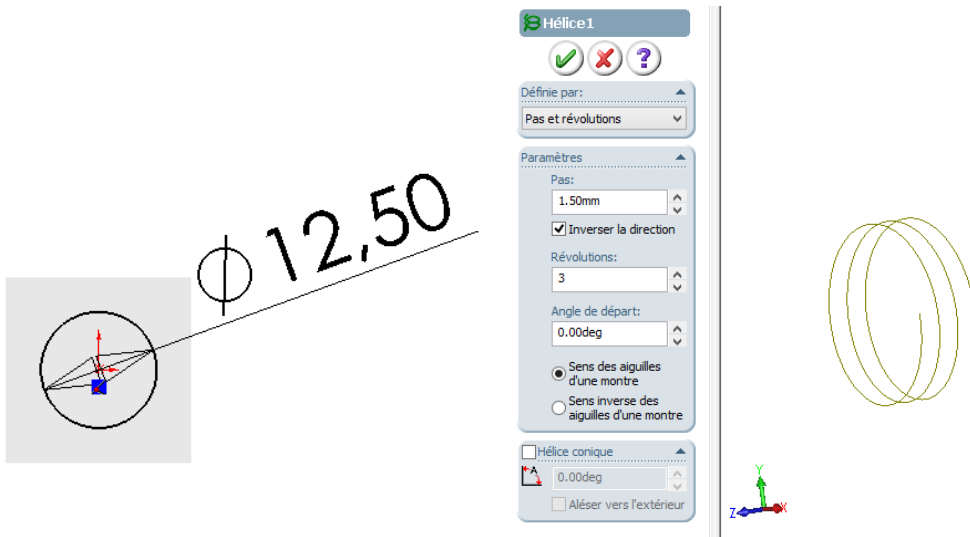 Ø 12,50
Hélice1
?
Définie par:
Pas et révolutions
Paramètres
Pas:
1.50mm
Inverser la direction
Révolutions:
3
Angle de départ:
0.00deg
Sens des aiguilles
d'une montre
Sens inverse des
aiguilles d'une montre
Hélice conique
A
0.00deg
Aléser vers l'extérieur
Y
Z
X